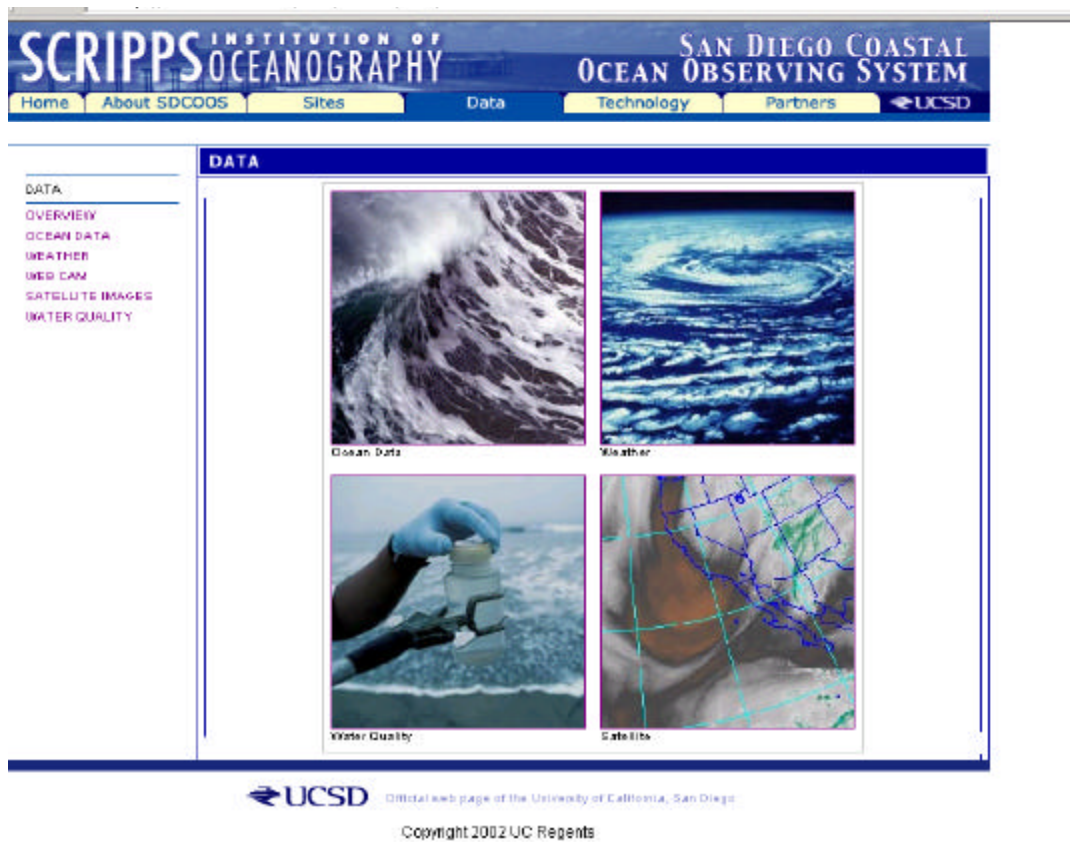 SCRIPPS INSTITUTION OF OCEANOGRAPHY
SAN DIEGO COASTAL
OCEAN OBSERVING SYSTEM
Home About SDCOOS Sites Data Technology Partners UCSD
DATA
DATA
OVERVIEW
OCEAN DATA
WEATHER
WEB CAM
SATELLITE IMAGES
WATER QUALITY
Ocean Data Weather
Water Quality Satellite
UCSD Official web page of the University of California, San Diego
Copyright 2002 UC Regents